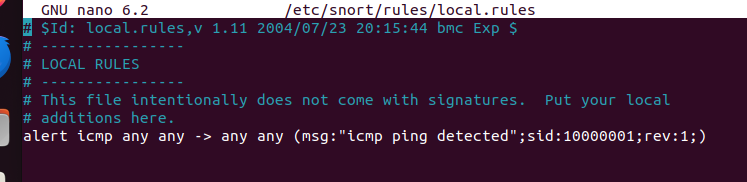 GNU nano 6.2 /etc/snort/rules/local.rules
# $Id: local.rules,v 1.11 2004/07/23 20:15:44 bmc Exp $
# ----------------
# LOCAL RULES
# ----------------
# This file intentionally does not come with signatures.  Put your local
# additions here.
alert icmp any any -> any any (msg:"icmp ping detected";sid:10000001;rev:1;)